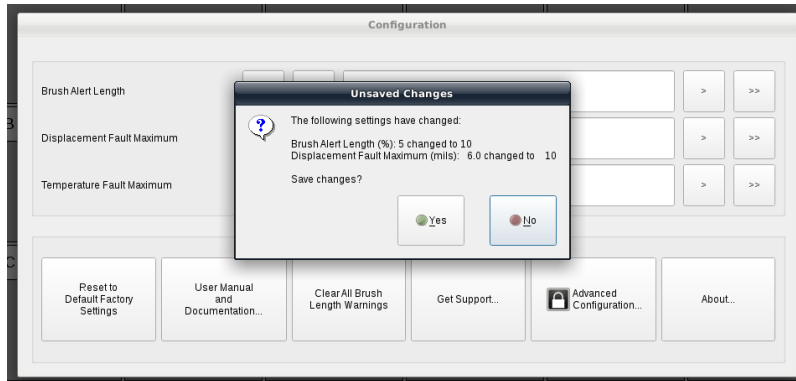 Configuration
Brush Alert Length
>
>>
B
Displacement Fault Maximum
>
>>
Temperature Fault Maximum
>
>>
Unsaved Changes
The following settings have changed:
Brush Alert Length (%): 5 changed to 10
Displacement Fault Maximum (mils): 6.0 changed to 10
Save changes?
Yes
No
C
Reset to
Default Factory
Settings
User Manual
and
Documentation...
Clear All Brush
Length Warnings
Get Support...
Advanced
Configuration...
About...